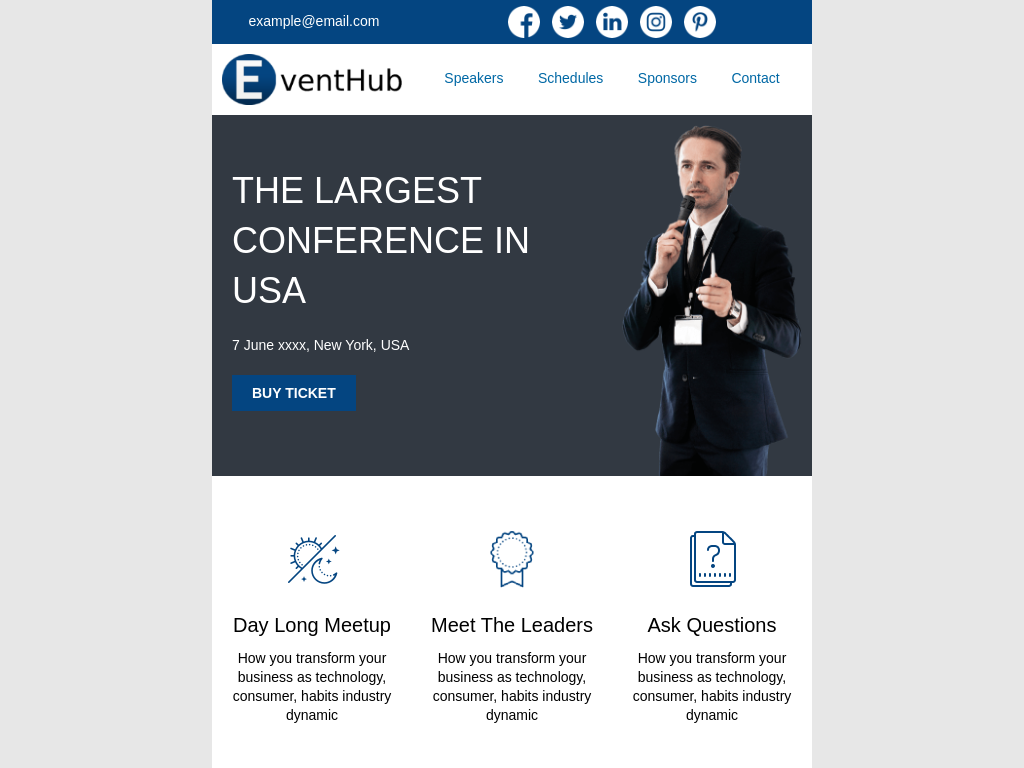 example@email.com
EventHub
Speakers Schedules Sponsors Contact
THE LARGEST
CONFERENCE IN
USA
7 June xxxx, New York, USA
BUY TICKET
Day Long Meetup
How you transform your
business as technology,
consumer, habits industry
dynamic
Meet The Leaders
How you transform your
business as technology,
consumer, habits industry
dynamic
Ask Questions
How you transform your
business as technology,
consumer, habits industry
dynamic